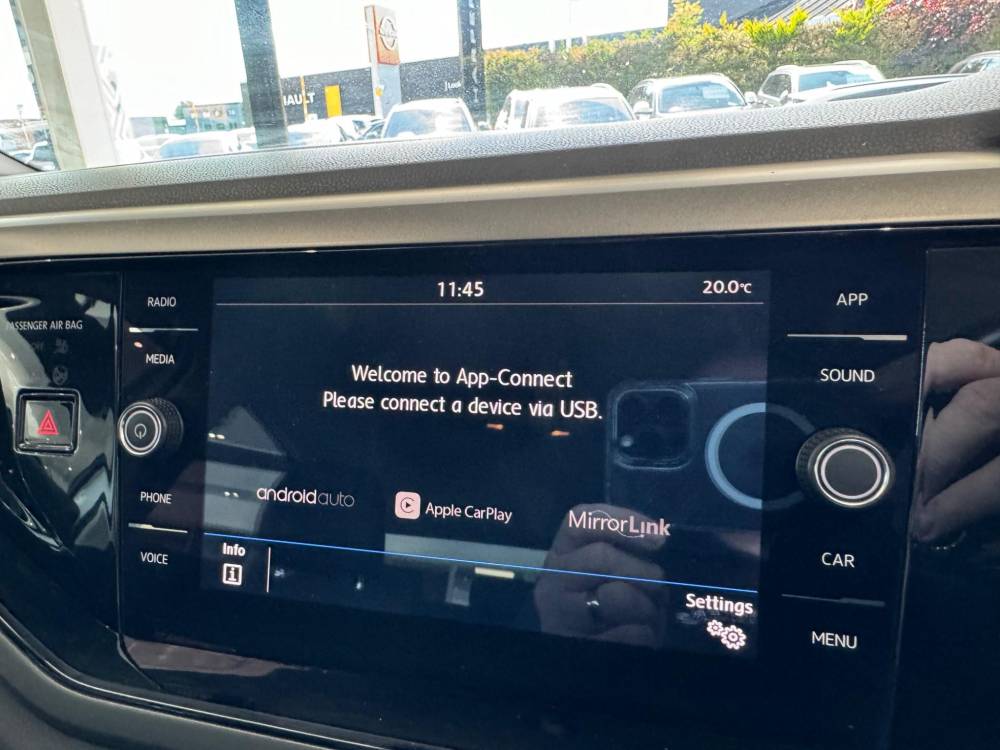 NAULT
RADIO
MEDIA
PHONE
VOICE
PASSENGER AIR BAG
11:45
20.0°C
Welcome to App-Connect
Please connect a device via USB.
androidauto
Apple CarPlay
MirrorLink
Info
i
Settings
APP
SOUND
CAR
MENU